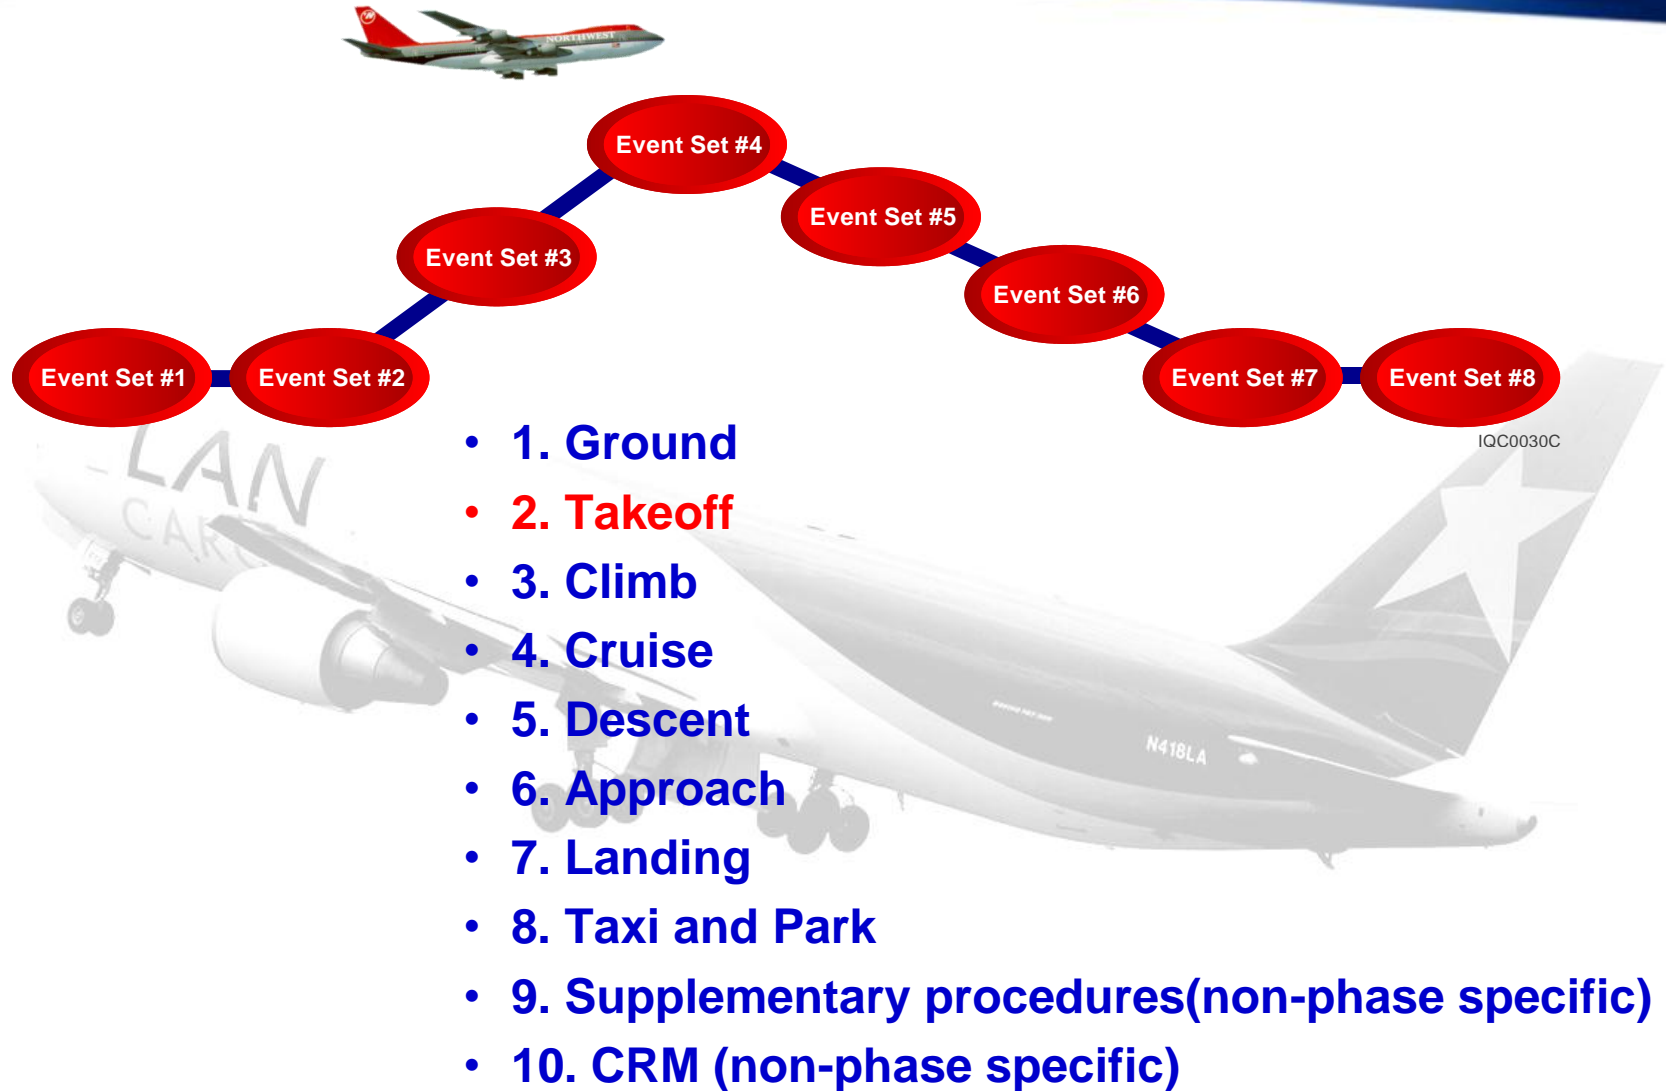 NORTHWEST
Event Set #4
Event Set #5
Event Set #3
Event Set #6
Event Set #1
Event Set #2
Event Set #7
Event Set #8
IQC0030C
LAN
CARGO
• 1. Ground
• 2. Takeoff
• 3. Climb
• 4. Cruise
• 5. Descent
N418LA
• 6. Approach
• 7. Landing
• 8. Taxi and Park
• 9. Supplementary procedures(non-phase specific)
• 10. CRM (non-phase specific)